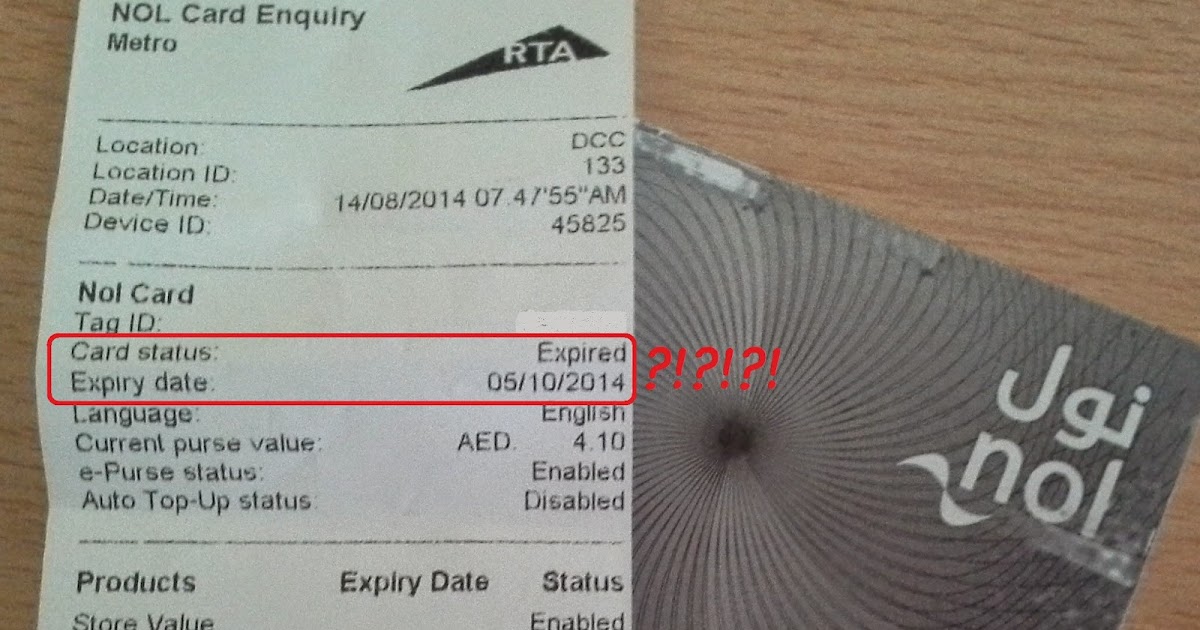 NOL Card Enquiry
Metro
RTA
Location: DCC
Location ID: 133
Date/Time: 14/08/2014 07.47'55"AM
Device ID: 45825
Nol Card
Tag ID:
Card status: Expired ?!?!?!
Expiry date: 05/10/2014
Language: English
Current purse value: AED. 4.10
e-Purse status: Enabled
Auto Top-Up status: Disabled
Products Expiry Date Status
Store Value Enabled
نول
nol